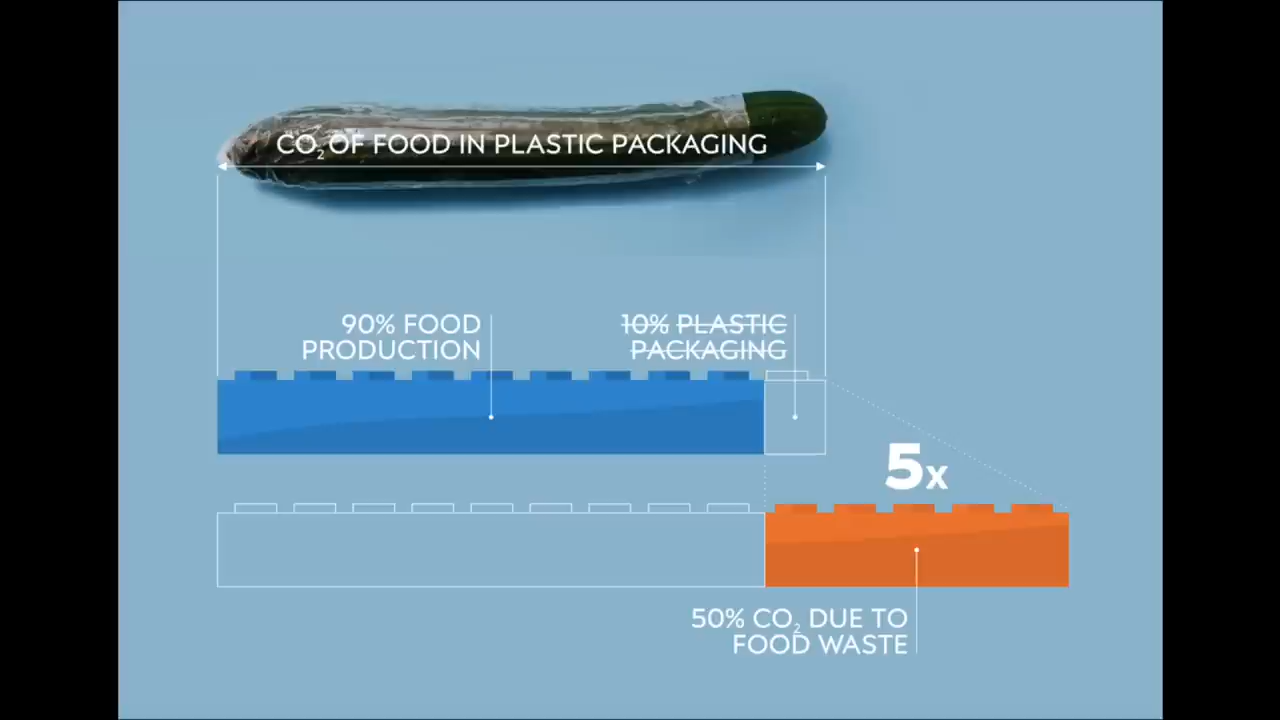 CO₂ OF FOOD IN PLASTIC PACKAGING
90% FOOD
PRODUCTION
10% PLASTIC
PACKAGING
5x
50% CO₂ DUE TO
FOOD WASTE